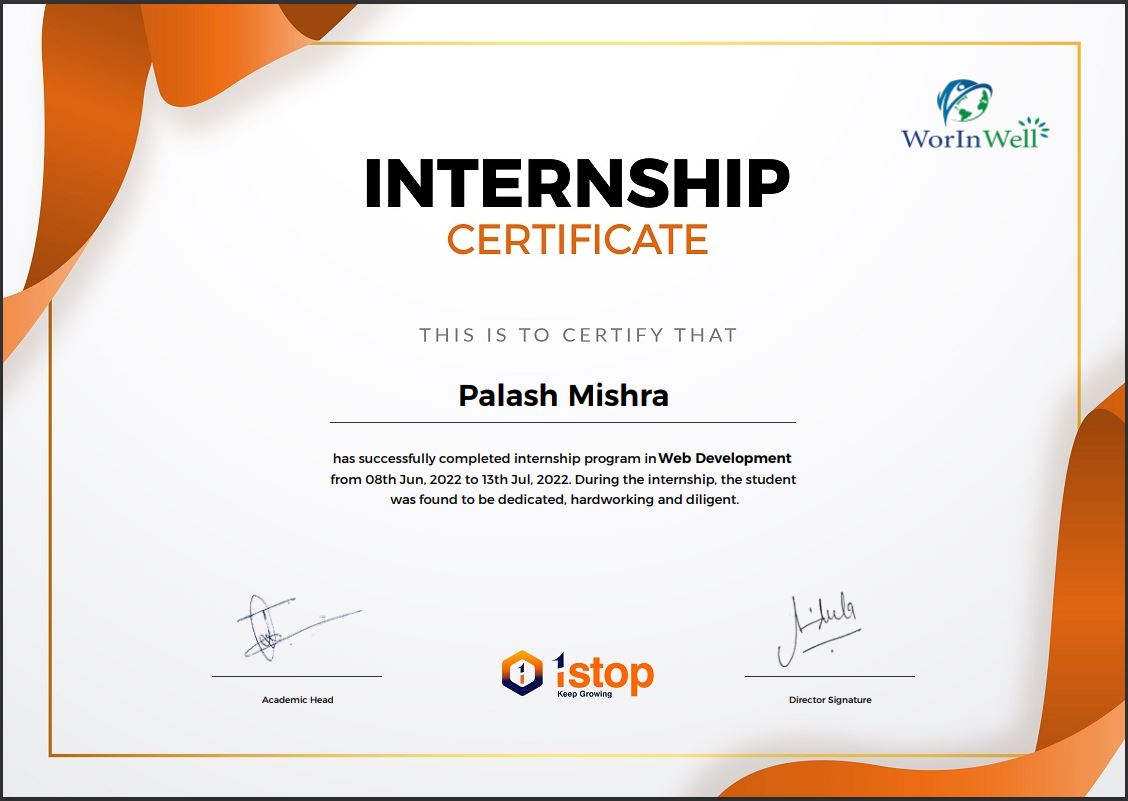 WorInWell
INTERNSHIP
CERTIFICATE
THIS IS TO CERTIFY THAT
Palash Mishra
has successfully completed internship program in Web Development
from 08th Jun, 2022 to 13th Jul, 2022. During the internship, the student
was found to be dedicated, hardworking and diligent.
1stop
Keep Growing
Academic Head
Director Signature